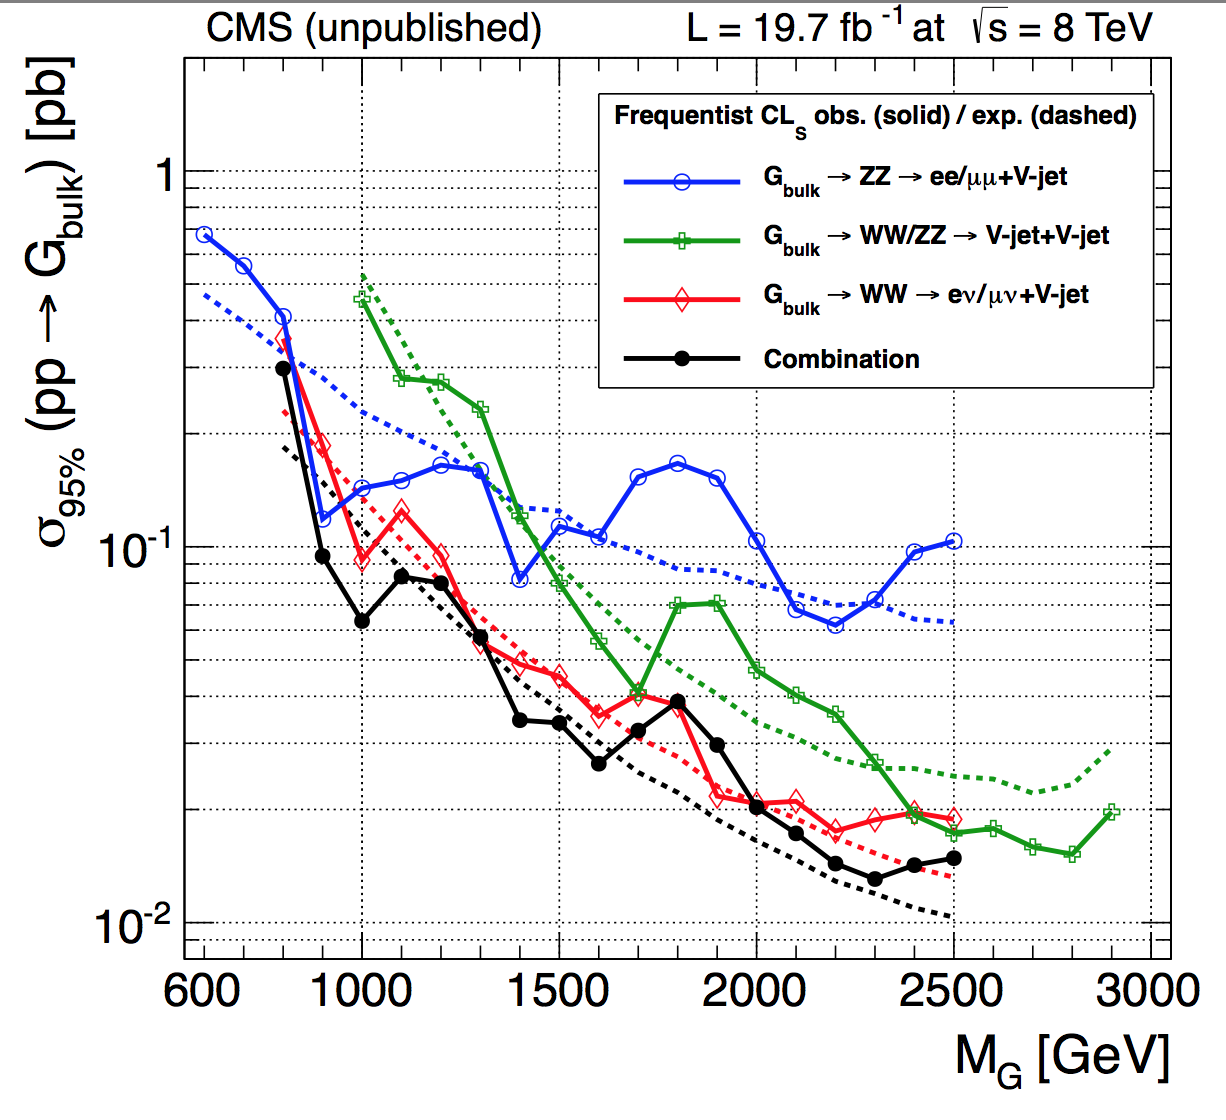 CMS (unpublished) L = 19.7 fb⁻¹ at √s = 8 TeV
σ95% (pp → Gbulk) [pb]
Frequentist CLS obs. (solid) / exp. (dashed)
Gbulk → ZZ → ee/μμ+V-jet
Gbulk → WW/ZZ → V-jet+V-jet
Gbulk → WW → eν/μν+V-jet
Combination
1
10⁻¹
10⁻²
600 1000 1500 2000 2500 3000
MG [GeV]